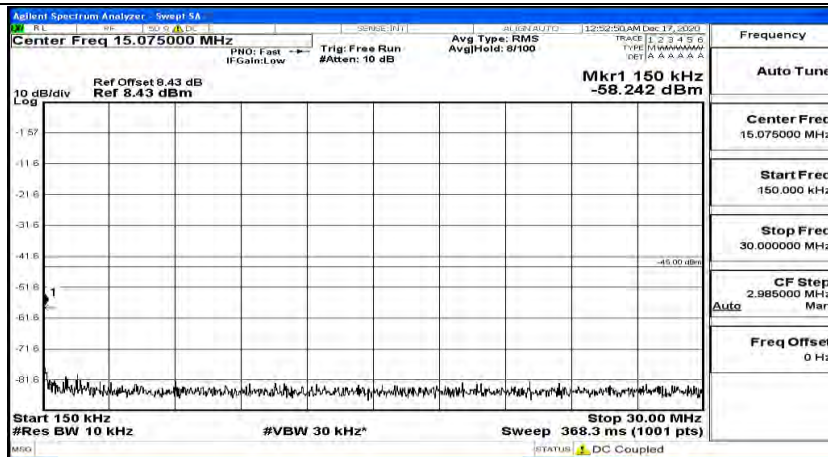 Agilent Spectrum Analyzer - Swept SA
RL RF 50 Ω DC SENSE:INT ALIGN AUTO 12:52:50 AM Dec 17, 2020
Center Freq 15.075000 MHz
PNO: Fast
IFGain:Low
Trig: Free Run
#Atten: 10 dB
Avg Type: RMS
Avg|Hold: 8/100
TRACE 1 2 3 4 5 6
TYPE M
DET A A A A A A
Ref Offset 8.43 dB
10 dB/div Ref 8.43 dBm
Log
Mkr1 150 kHz
-58.242 dBm
-1.57
-11.6
-21.6
-31.6
-41.6
-45.00 dBm
-51.6
1
-61.6
-71.6
-81.6
Start 150 kHz
Stop 30.00 MHz
#Res BW 10 kHz #VBW 30 kHz* Sweep 368.3 ms (1001 pts)
MSG STATUS DC Coupled
Frequency
Auto Tune
Center Freq
15.075000 MHz
Start Freq
150.000 kHz
Stop Freq
30.000000 MHz
CF Step
2.985000 MHz
Auto Man
Freq Offset
0 Hz